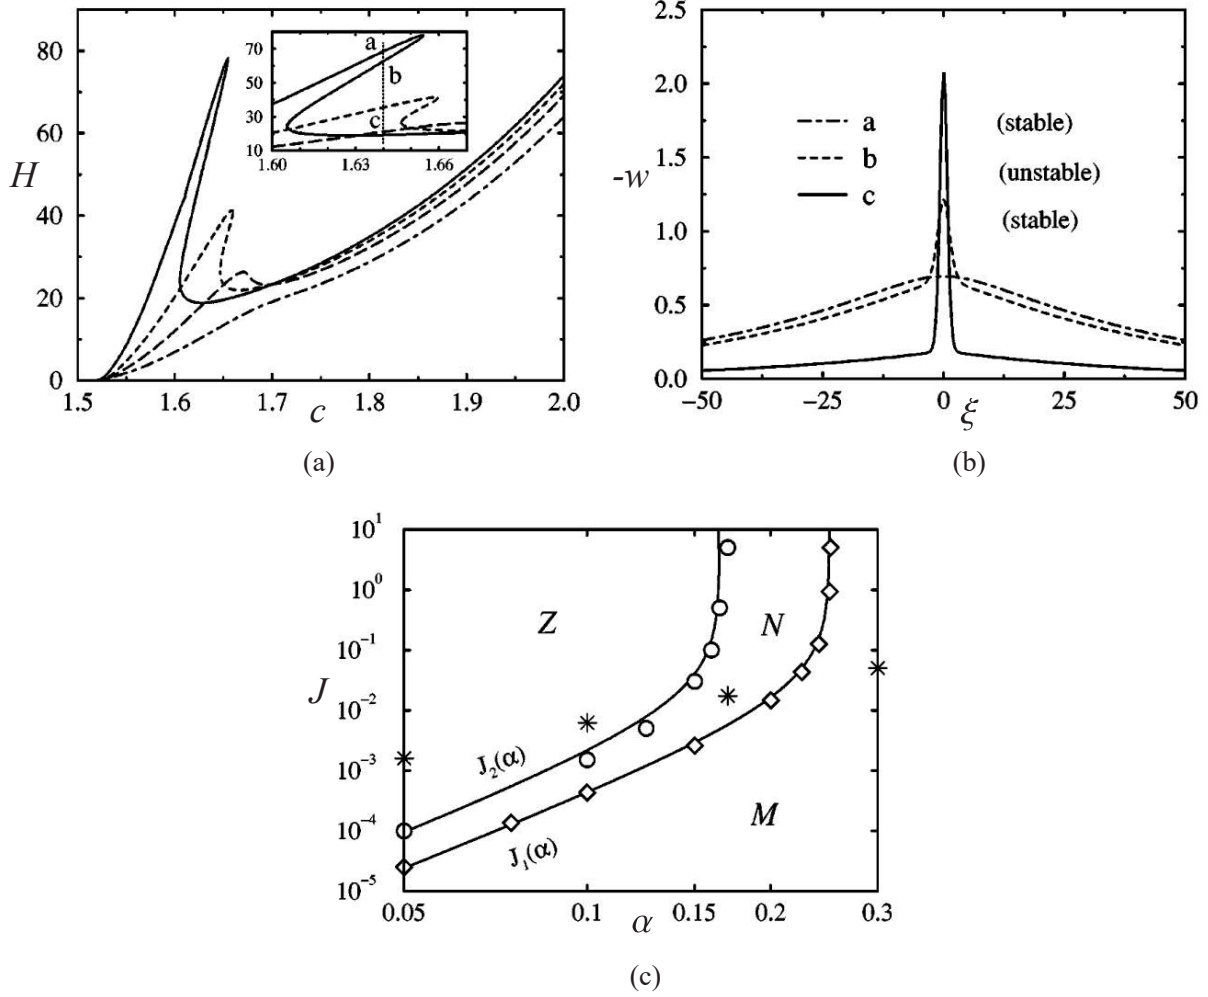 80
60
40
20
0
H
1.5
1.6
1.7
1.8
1.9
2.0
c
70
50
30
10
1.60
1.63
1.66
a
b
c
(a)
-2.5
2.0
1.5
1.0
0.5
0.0
-w
a (stable)
b (unstable)
c (stable)
−50
−25
0
25
50
ξ
(b)
10¹
10⁰
10⁻¹
10⁻²
10⁻³
10⁻⁴
10⁻⁵
J
Z
N
M
J₂(α)
J₁(α)
0.05
0.1
0.15
0.2
0.3
α
(c)